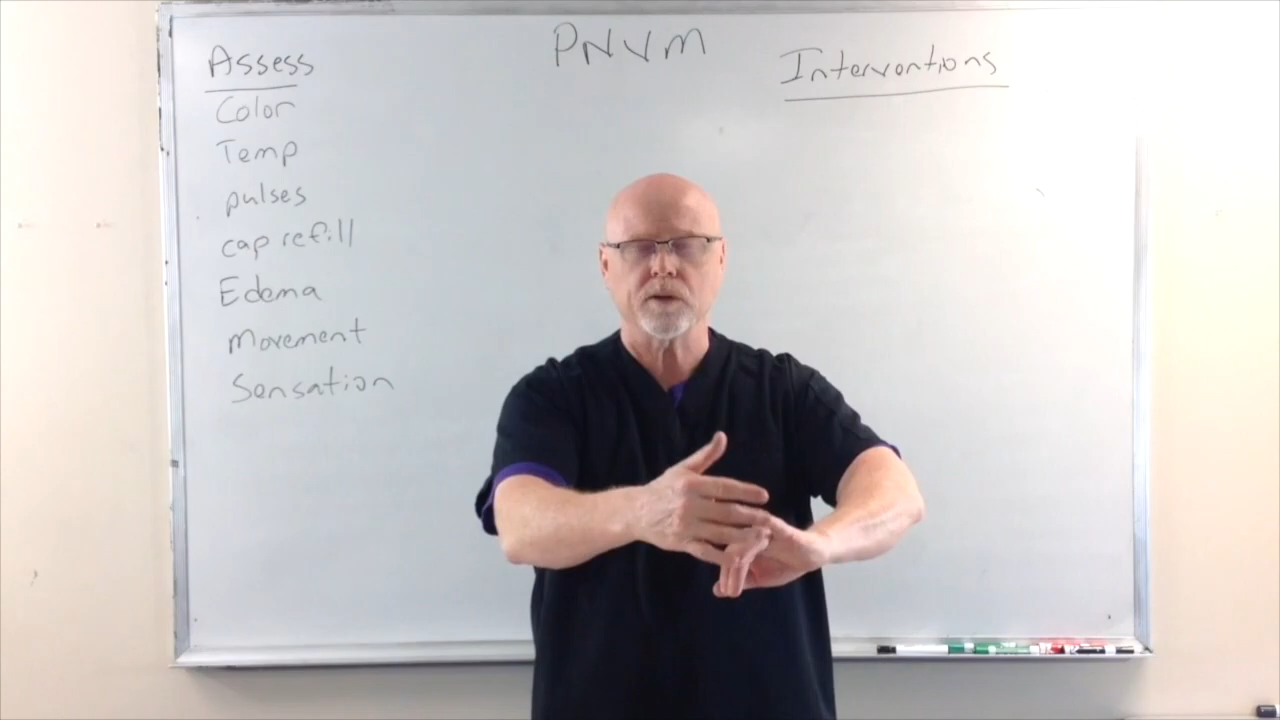 PNVM
Assess
Color
Temp
pulses
cap refill
Edema
Movement
Sensation
Interventions